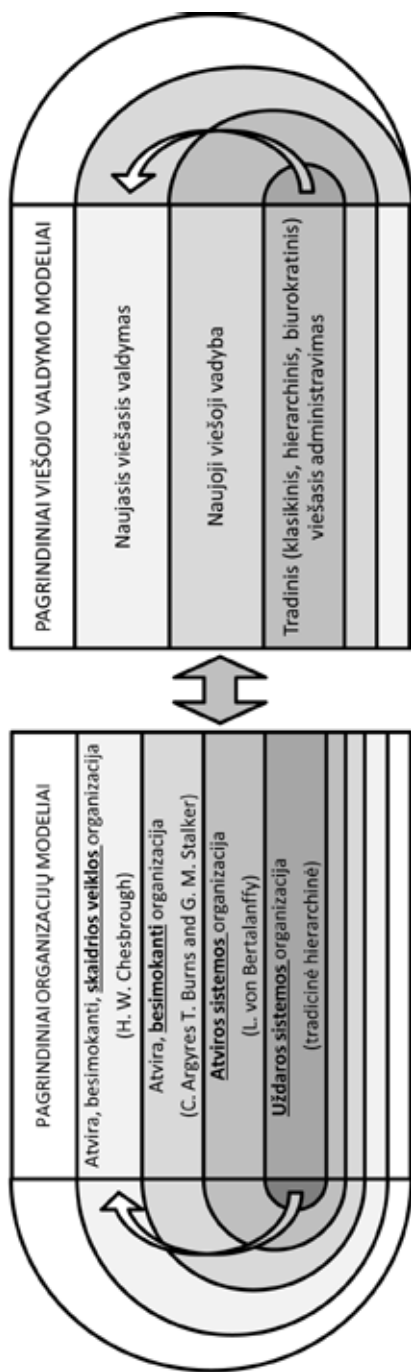 PAGRINDINIAI ORGANIZACIJŲ MODELIAI
Atvira, besimokanti, skaidrios veiklos organizacija
(H. W. Chesbrough)
Atvira, besimokanti organizacija
(C. Argyres T. Burns and G. M. Stalker)
Atviros sistemos organizacija
(L. von Bertalanffy)
Uždaros sistemos organizacija
(tradicinė hierarchinė)
PAGRINDINIAI VIEŠOJO VALDYMO MODELIAI
Naujasis viešasis valdymas
Naujoji viešoji vadyba
Tradinis (klasikinis, hierarchinis, biurokratinis)
viešasis administravimas